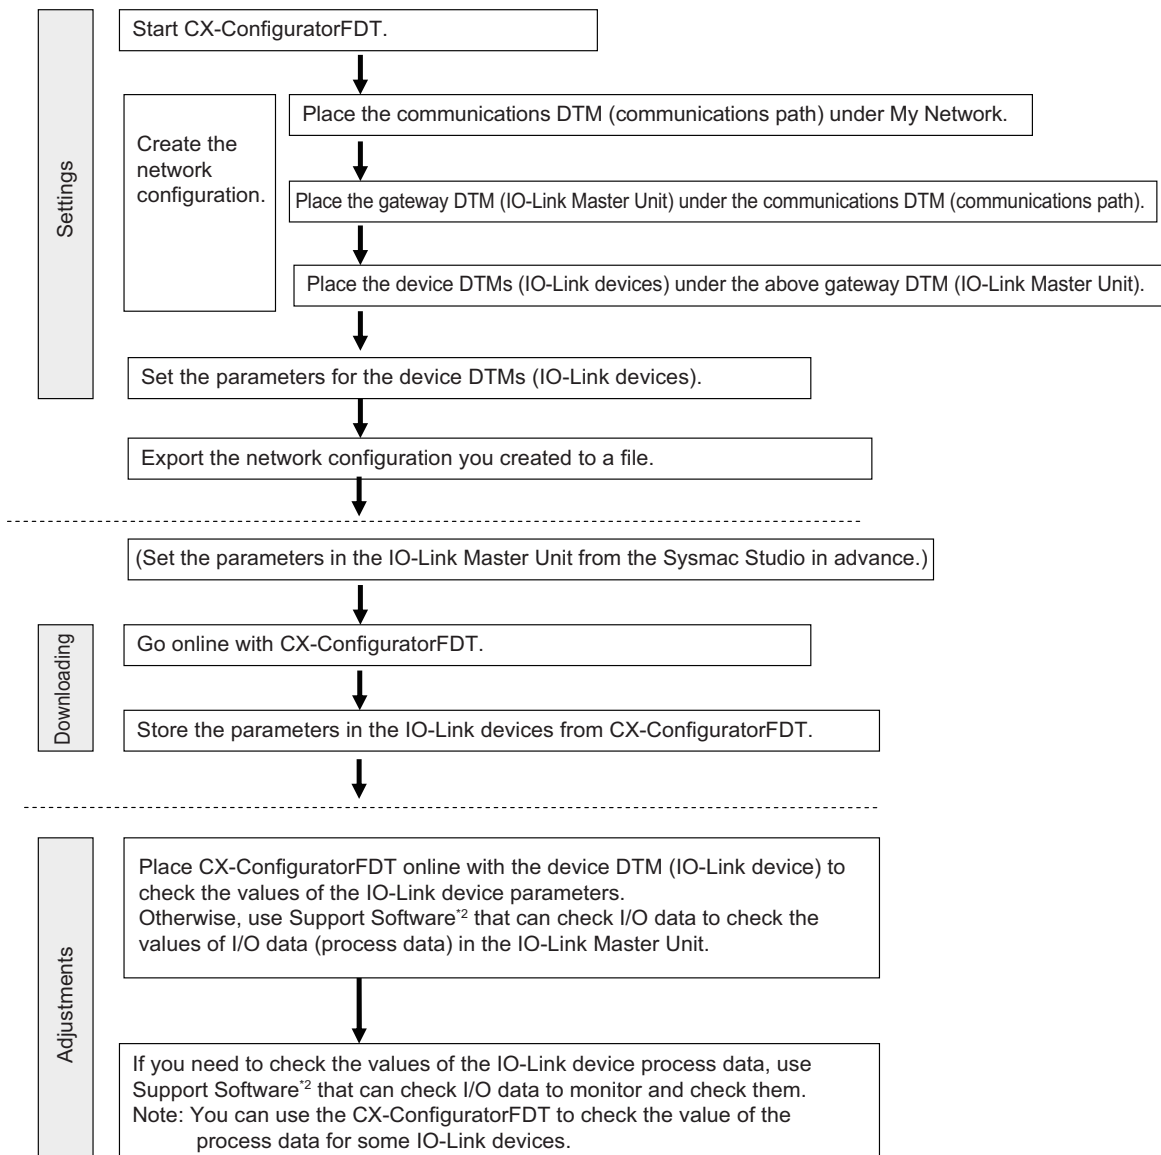 Settings
Start CX-ConfiguratorFDT.
Create the
network
configuration.
Place the communications DTM (communications path) under My Network.
Place the gateway DTM (IO-Link Master Unit) under the communications DTM (communications path).
Place the device DTMs (IO-Link devices) under the above gateway DTM (IO-Link Master Unit).
Set the parameters for the device DTMs (IO-Link devices).
Export the network configuration you created to a file.
(Set the parameters in the IO-Link Master Unit from the Sysmac Studio in advance.)
Downloading
Go online with CX-ConfiguratorFDT.
Store the parameters in the IO-Link devices from CX-ConfiguratorFDT.
Adjustments
Place CX-ConfiguratorFDT online with the device DTM (IO-Link device) to
check the values of the IO-Link device parameters.
Otherwise, use Support Software*2 that can check I/O data to check the
values of I/O data (process data) in the IO-Link Master Unit.
If you need to check the values of the IO-Link device process data, use
Support Software*2 that can check I/O data to monitor and check them.
Note: You can use the CX-ConfiguratorFDT to check the value of the
process data for some IO-Link devices.